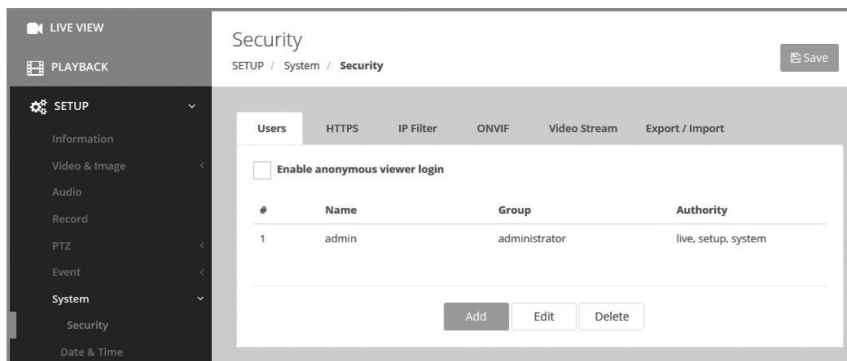 LIVE VIEW
PLAYBACK
SETUP
Information
Video & Image
Audio
Record
PTZ
Event
System
Security
Date & Time
Security
SETUP / System / Security
Save
Users HTTPS IP Filter ONVIF Video Stream Export / Import
Enable anonymous viewer login
# Name Group Authority
1 admin administrator live, setup, system
Add Edit Delete